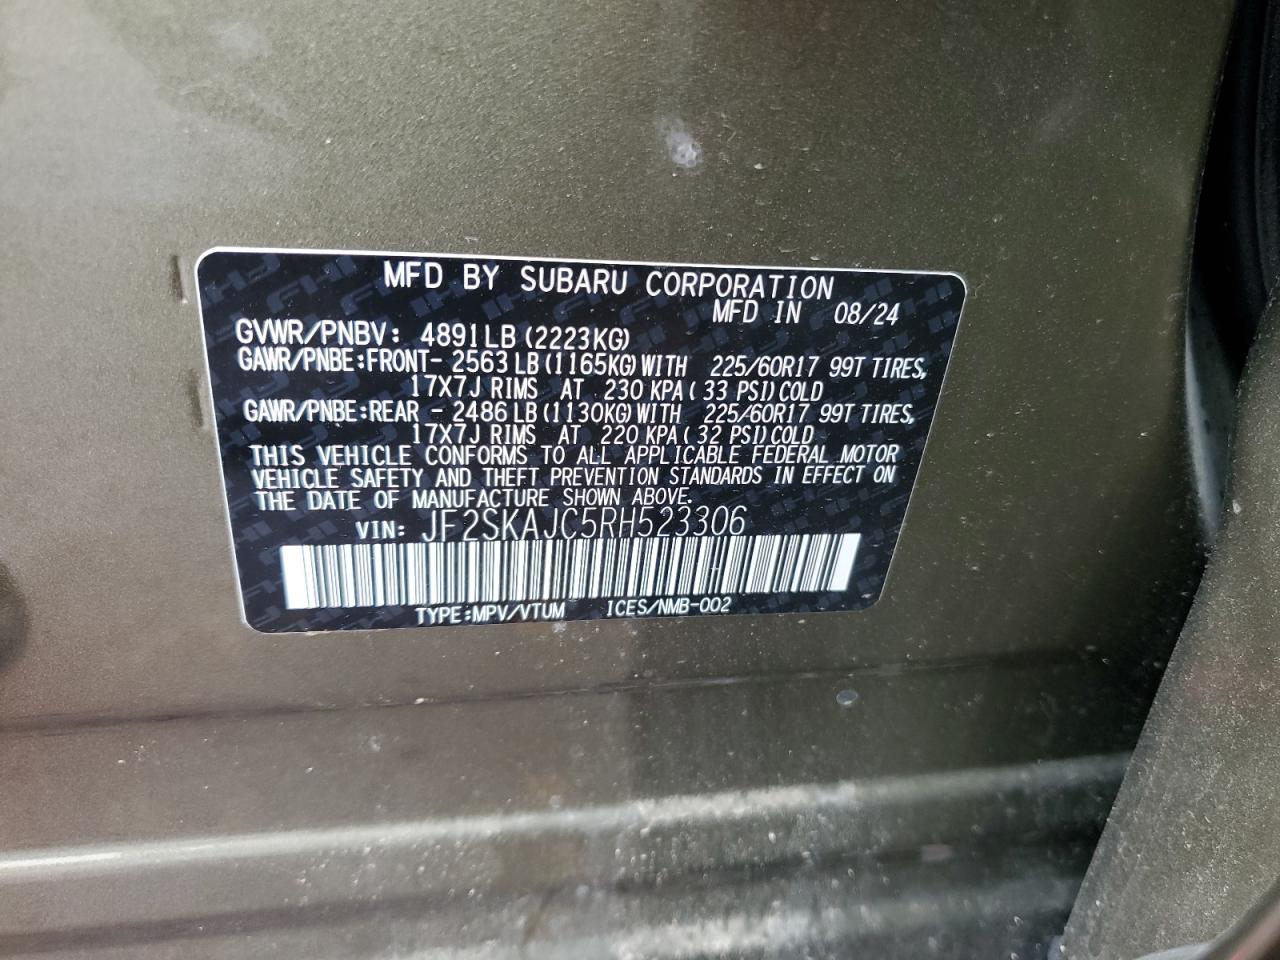 MFD BY SUBARU CORPORATION
MFD IN 08/24
GVWR/PNBV: 4891LB (2223KG)
GAWR/PNBE:FRONT- 2563 LB (1165KG) WITH 225/60R17 99T TIRES,
17X7J RIMS AT 230 KPA ( 33 PSI) COLD
GAWR/PNBE:REAR - 2486 LB (1130KG) WITH 225/60R17 99T TIRES,
17X7J RIMS AT 220 KPA ( 32 PSI) COLD
THIS VEHICLE CONFORMS TO ALL APPLICABLE FEDERAL MOTOR
VEHICLE SAFETY AND THEFT PREVENTION STANDARDS IN EFFECT ON
THE DATE OF MANUFACTURE SHOWN ABOVE.
VIN: JF2SKAJC5RH523306
TYPE:MPV/VTUM ICES/NMB-002